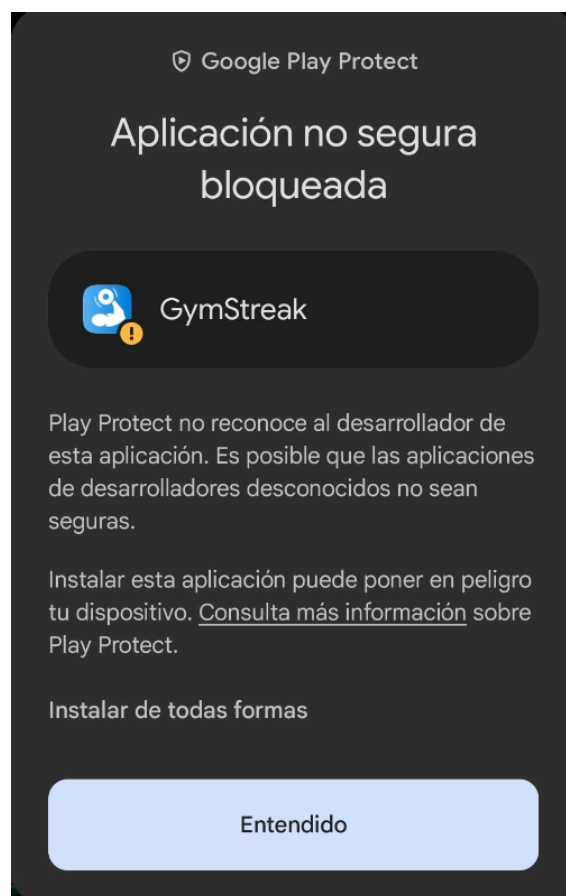 Google Play Protect
Aplicación no segura
bloqueada
GymStreak
Play Protect no reconoce al desarrollador de
esta aplicación. Es posible que las aplicaciones
de desarrolladores desconocidos no sean
seguras.
Instalar esta aplicación puede poner en peligro
tu dispositivo. Consulta más información sobre
Play Protect.
Instalar de todas formas
Entendido